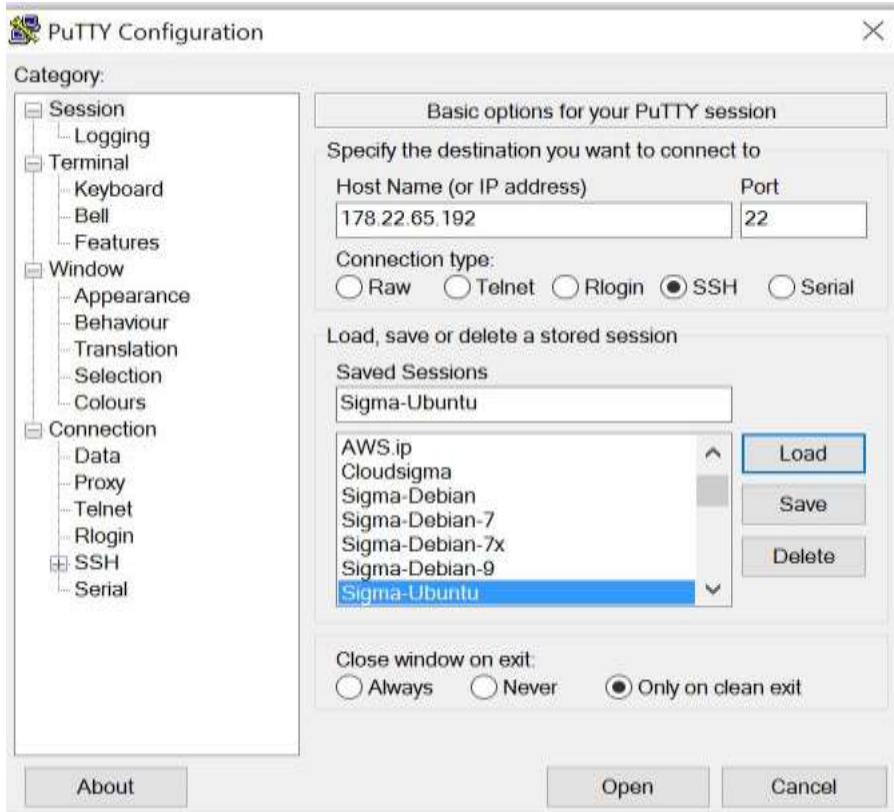 PuTTY Configuration
Category:
Session
Logging
Terminal
Keyboard
Bell
Features
Window
Appearance
Behaviour
Translation
Selection
Colours
Connection
Data
Proxy
Telnet
Rlogin
SSH
Serial
Basic options for your PuTTY session
Specify the destination you want to connect to
Host Name (or IP address) Port
178.22.65.192 22
Connection type:
Raw Telnet Rlogin SSH Serial
Load, save or delete a stored session
Saved Sessions
Sigma-Ubuntu
AWS.ip
Cloudsigma
Sigma-Debian
Sigma-Debian-7
Sigma-Debian-7x
Sigma-Debian-9
Sigma-Ubuntu
Load
Save
Delete
Close window on exit:
Always Never Only on clean exit
About Open Cancel